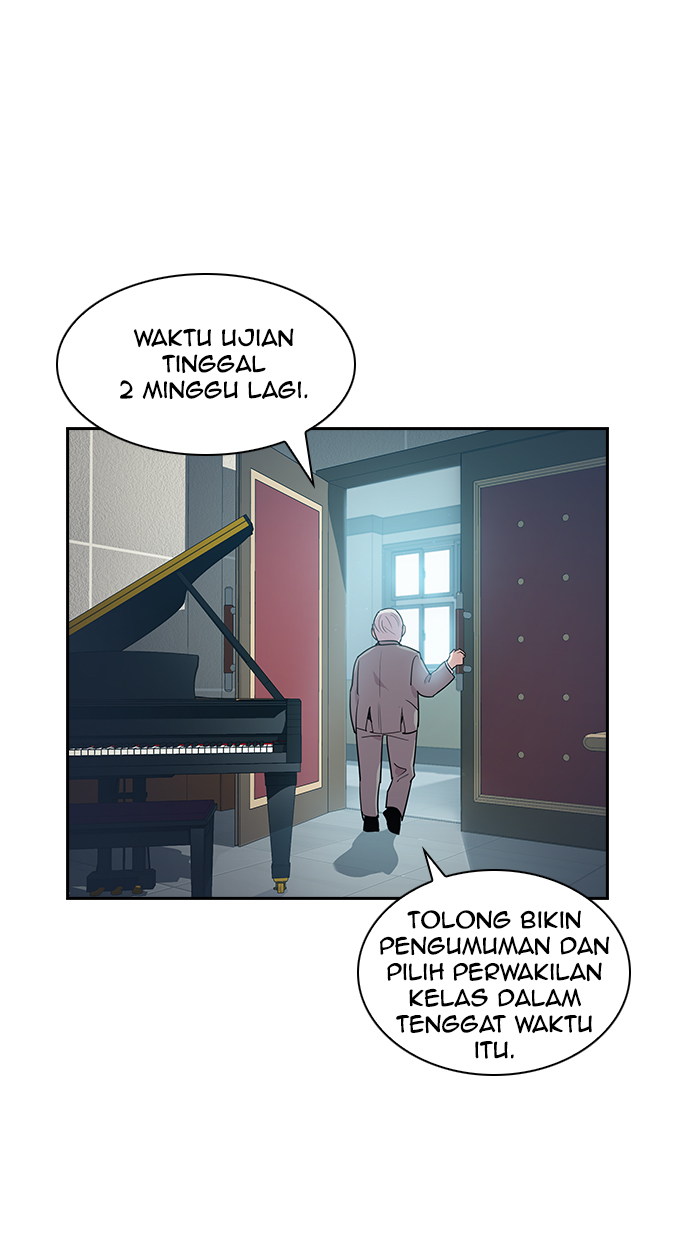 WAKTU UJIAN
TINGGAL
2 MINGGU LAGI.
TOLONG BIKIN
PENGUMUMAN DAN
PILIH PERWAKILAN
KELAS DALAM
TENGGAT WAKTU
ITU.